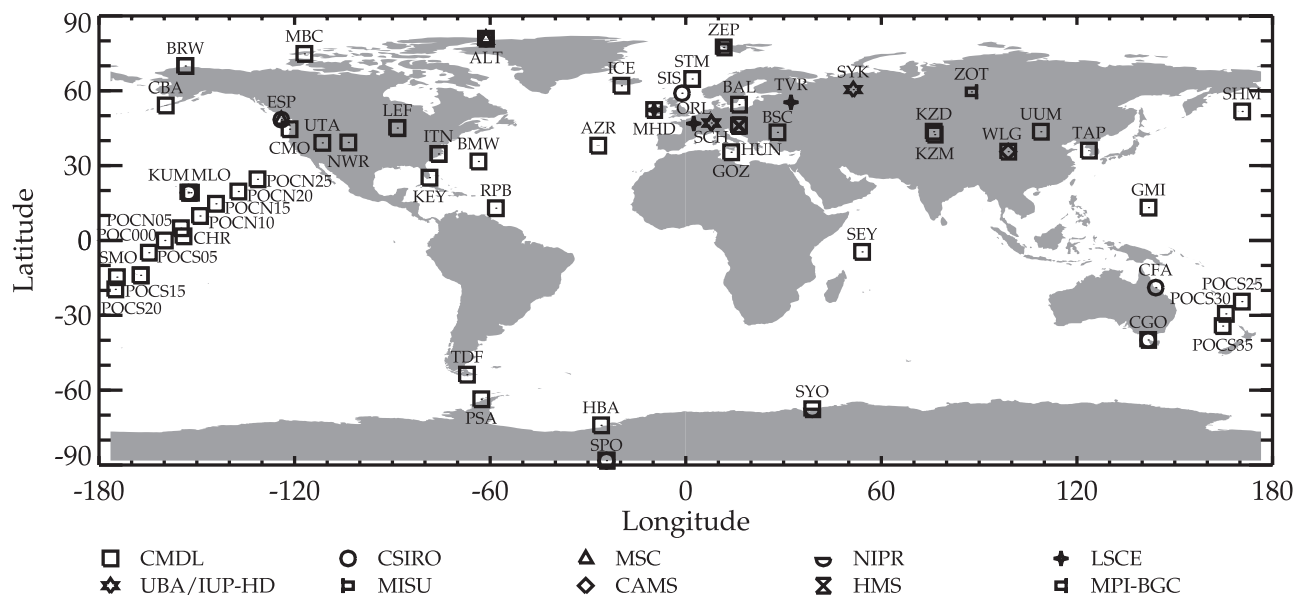 90
60
30
0
-30
-60
-90
Latitude
BRW
MBC
ALT
ZEP
CBA
ESP
UTA
LEF
CMO
NWR
ITN
BMW
KEY
ICE
SIS
STM
BAL
TVR
SYK
ZOT
SHM
MHD
ORL
SCH
BSC
HUN
GOZ
AZR
KZD
KZM
UUM
WLG
TAP
KUM MLO
POCN25
POCN20
POCN15
POCN10
POCN05
POC000
CHR
POCS05
SMO
POCS15
POCS20
RPB
GMI
SEY
CFA
POCS25
POCS30
CGO
POCS35
TDF
PSA
HBA
SYO
SPO
-180 -120 -60 0 60 120 180
Longitude
CMDL CSIRO MSC NIPR LSCE
UBA/IUP-HD MISU CAMS HMS MPI-BGC